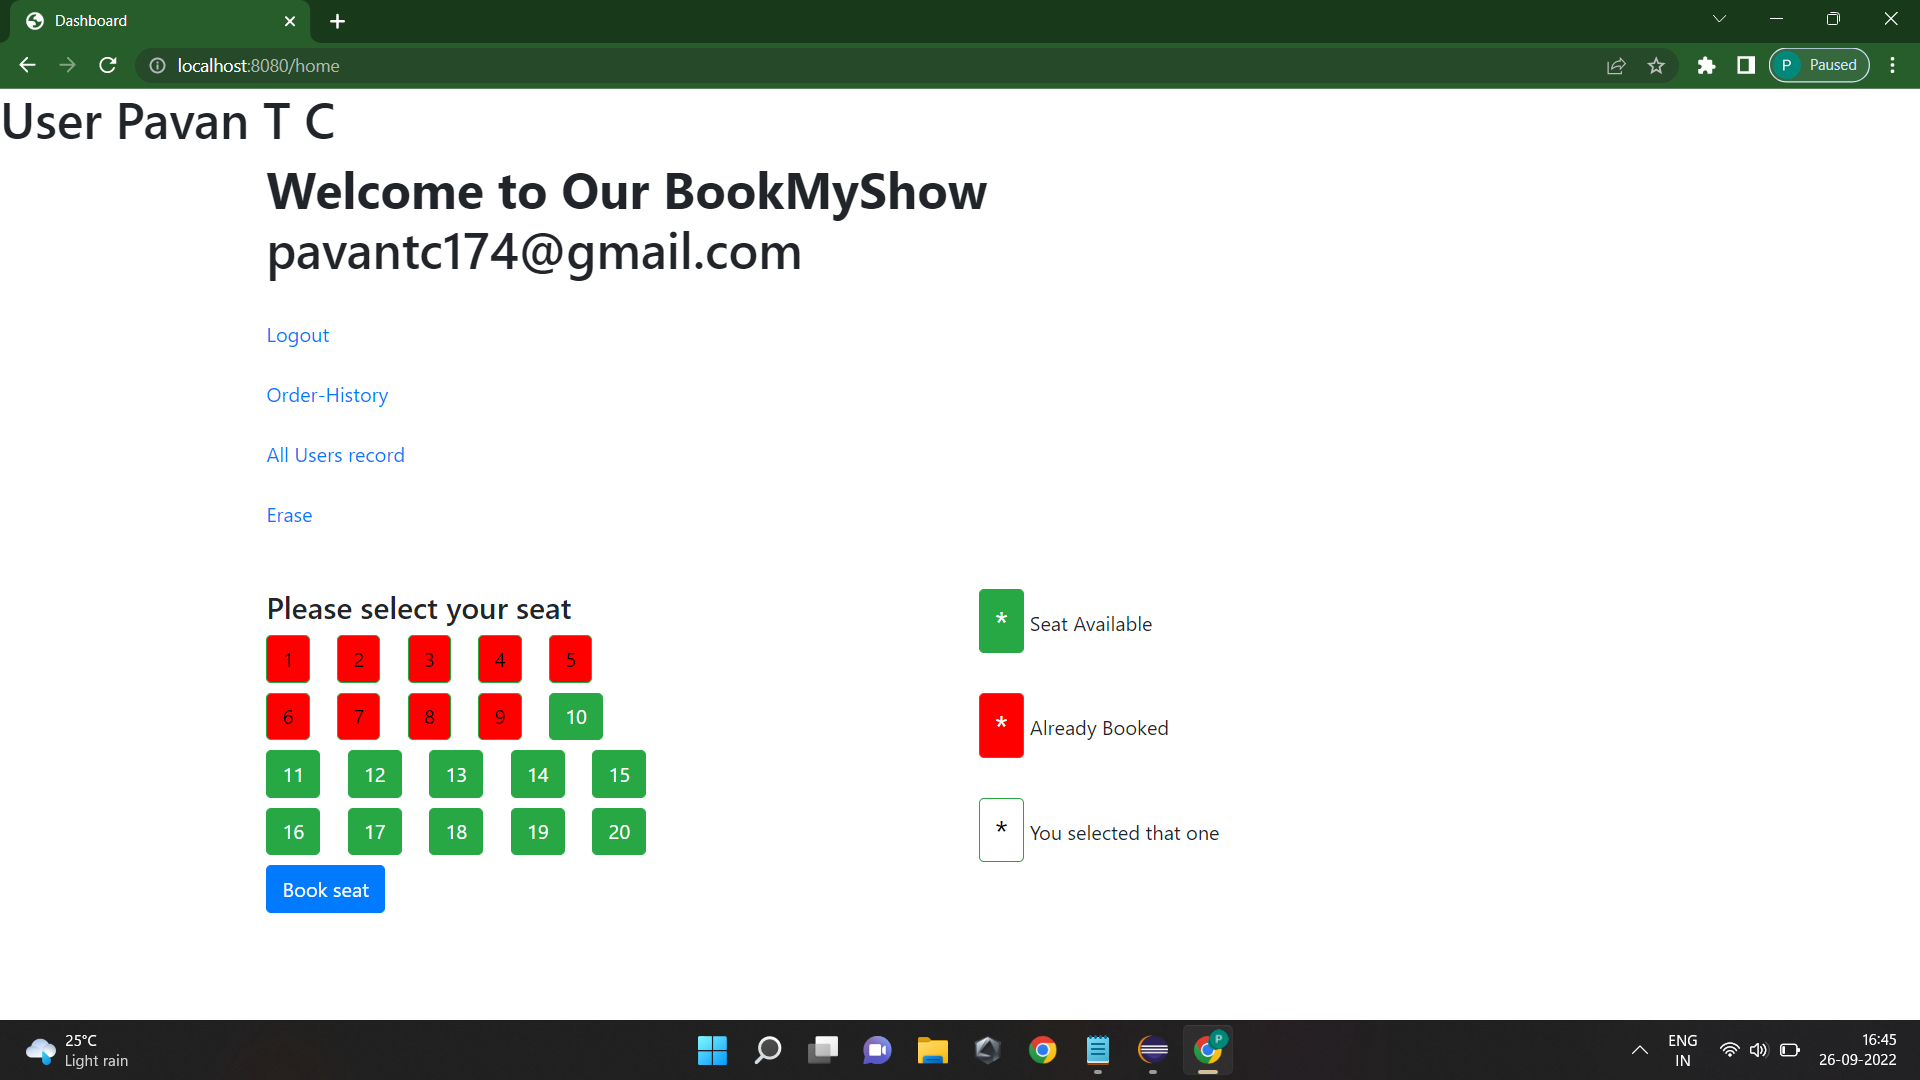 Dashboard
localhost:8080/home
P Paused
User Pavan T C
Welcome to Our BookMyShow
pavantc174@gmail.com
Logout
Order-History
All Users record
Erase
Please select your seat
1 2 3 4 5
6 7 8 9 10
11 12 13 14 15
16 17 18 19 20
Book seat
* Seat Available
* Already Booked
* You selected that one
25°C
Light rain
P
ENG
IN
16:45
26-09-2022